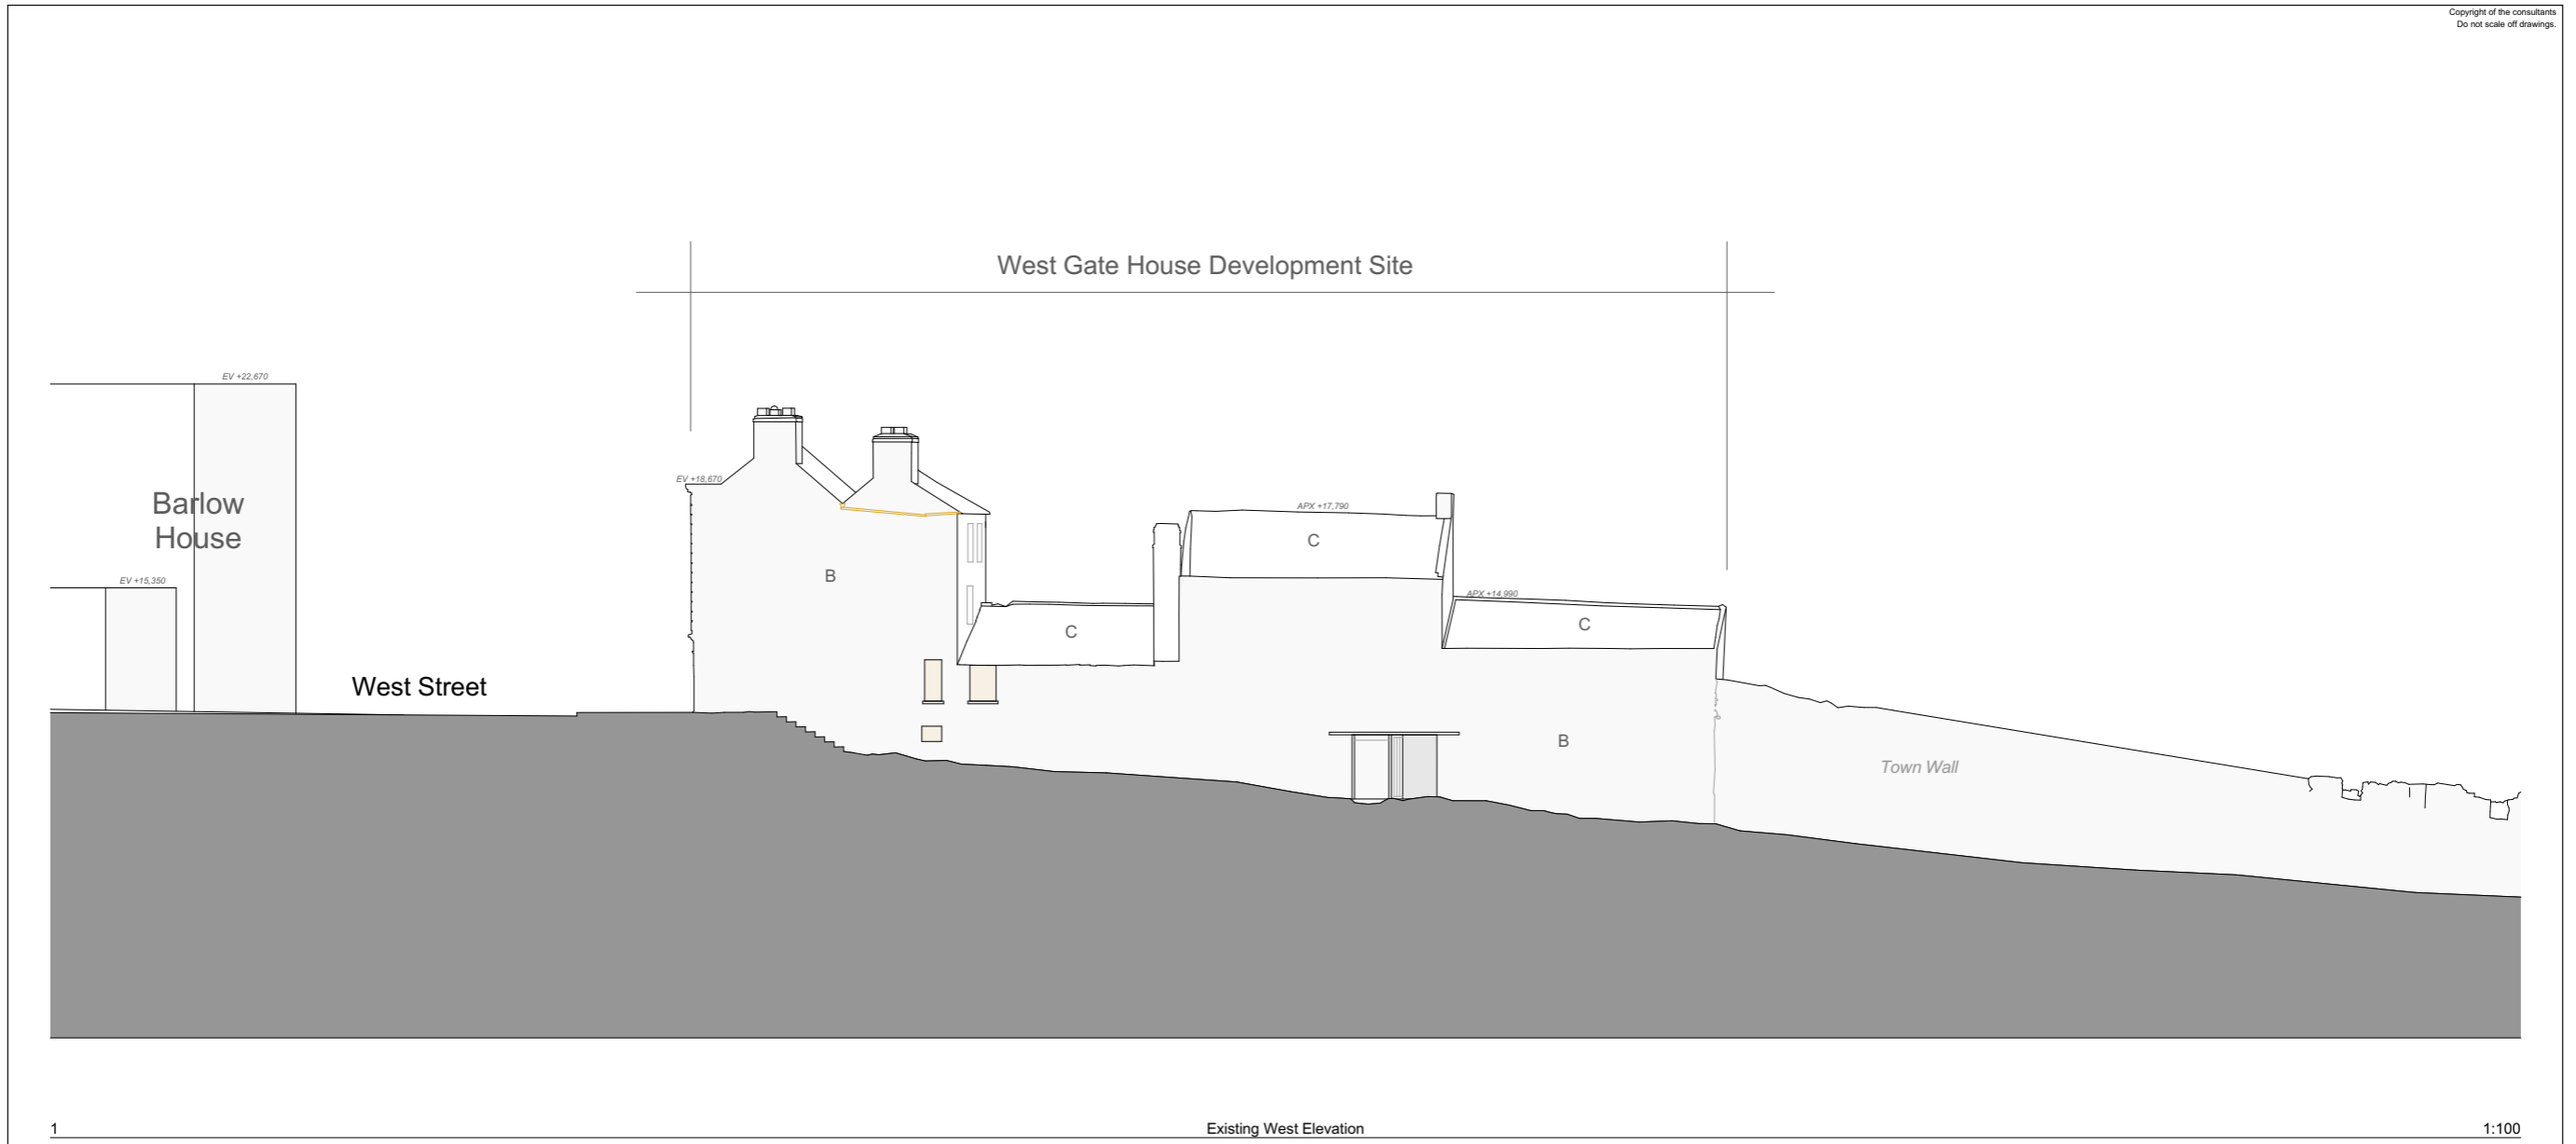 Copyright of the consultants
Do not scale off drawings.
West Gate House Development Site
EV +22,670
EV +18,670
Barlow
House
APX +17,790
C
B
EV +15,350
APX +14,990
C
C
West Street
B
Town Wall
1
Existing West Elevation
1:100